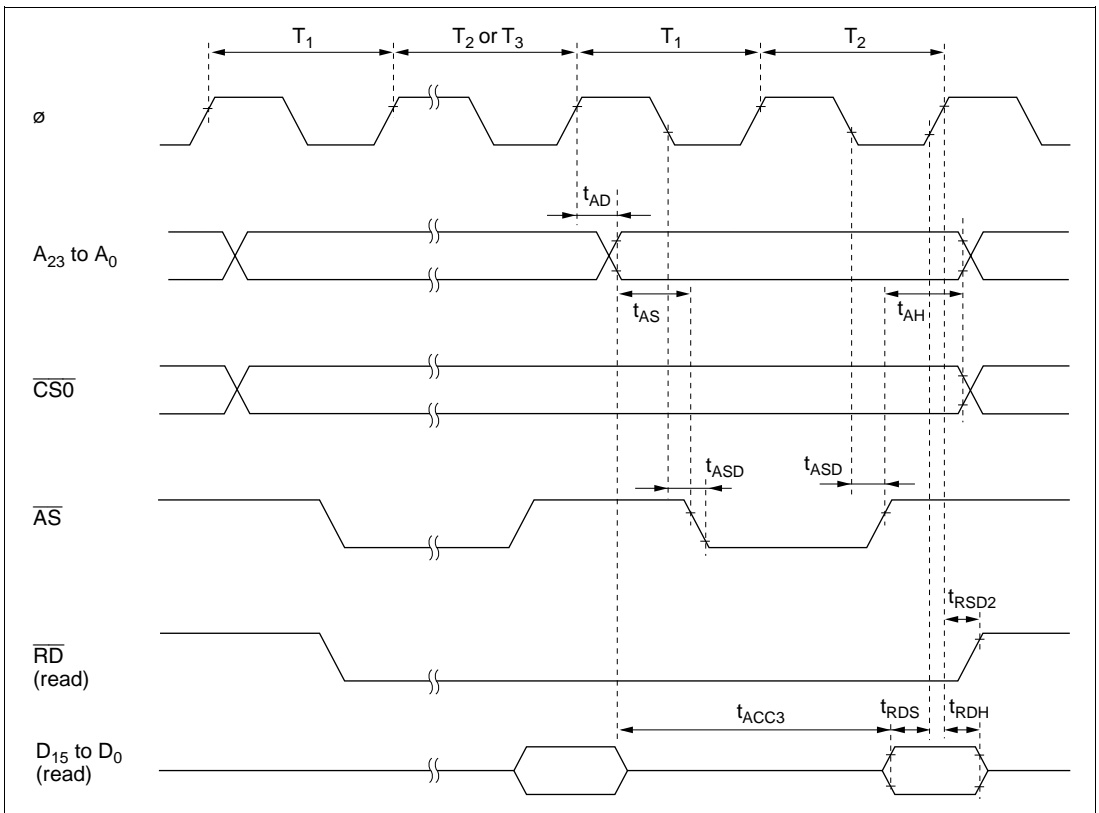 T1 T2 or T3 T1 T2
ø
tAD
A23 to A0
tAS tAH
CS0
tASD tASD
AS
tRSD2
RD
(read)
tACC3 tRDS tRDH
D15 to D0
(read)